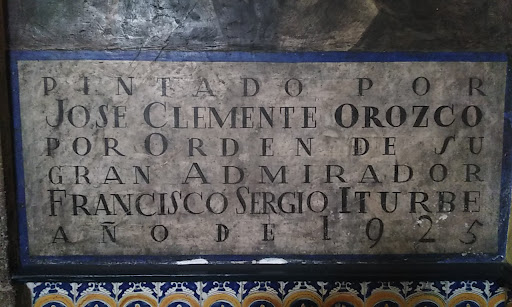 PINTADO POR
JOSE CLEMENTE OROZCO
POR ORDEN DE SU
GRAN ADMIRADOR
FRANCISCO SERGIO ITURBE
AÑO DE 1925